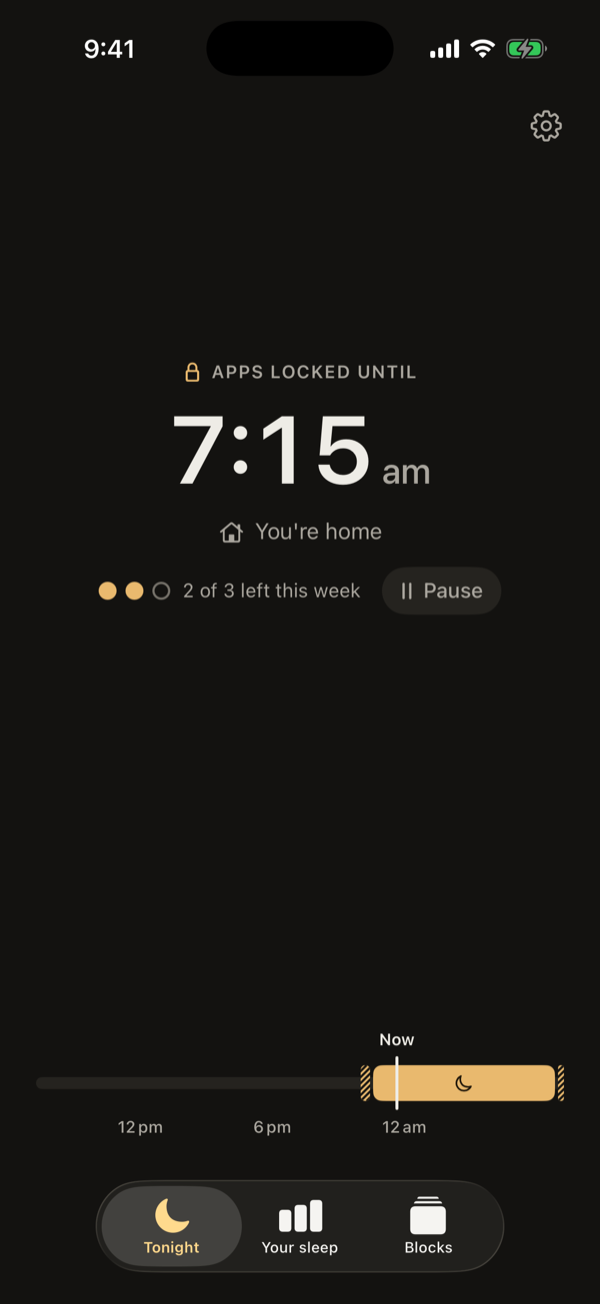 9:41
APPS LOCKED UNTIL
7:15 am
You're home
2 of 3 left this week
Pause
Now
12 pm 6 pm 12 am
Tonight Your sleep Blocks